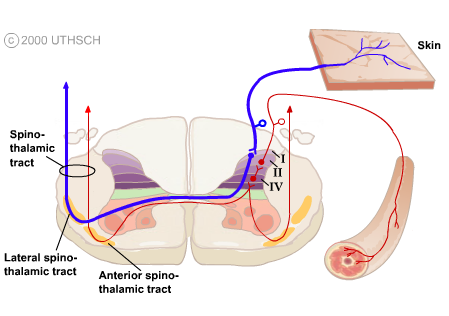 © 2000 UTHSCH
Skin
Spino-
thalamic
tract
I
II
IV
Lateral spino-
thalamic tract
Anterior spino-
thalamic tract